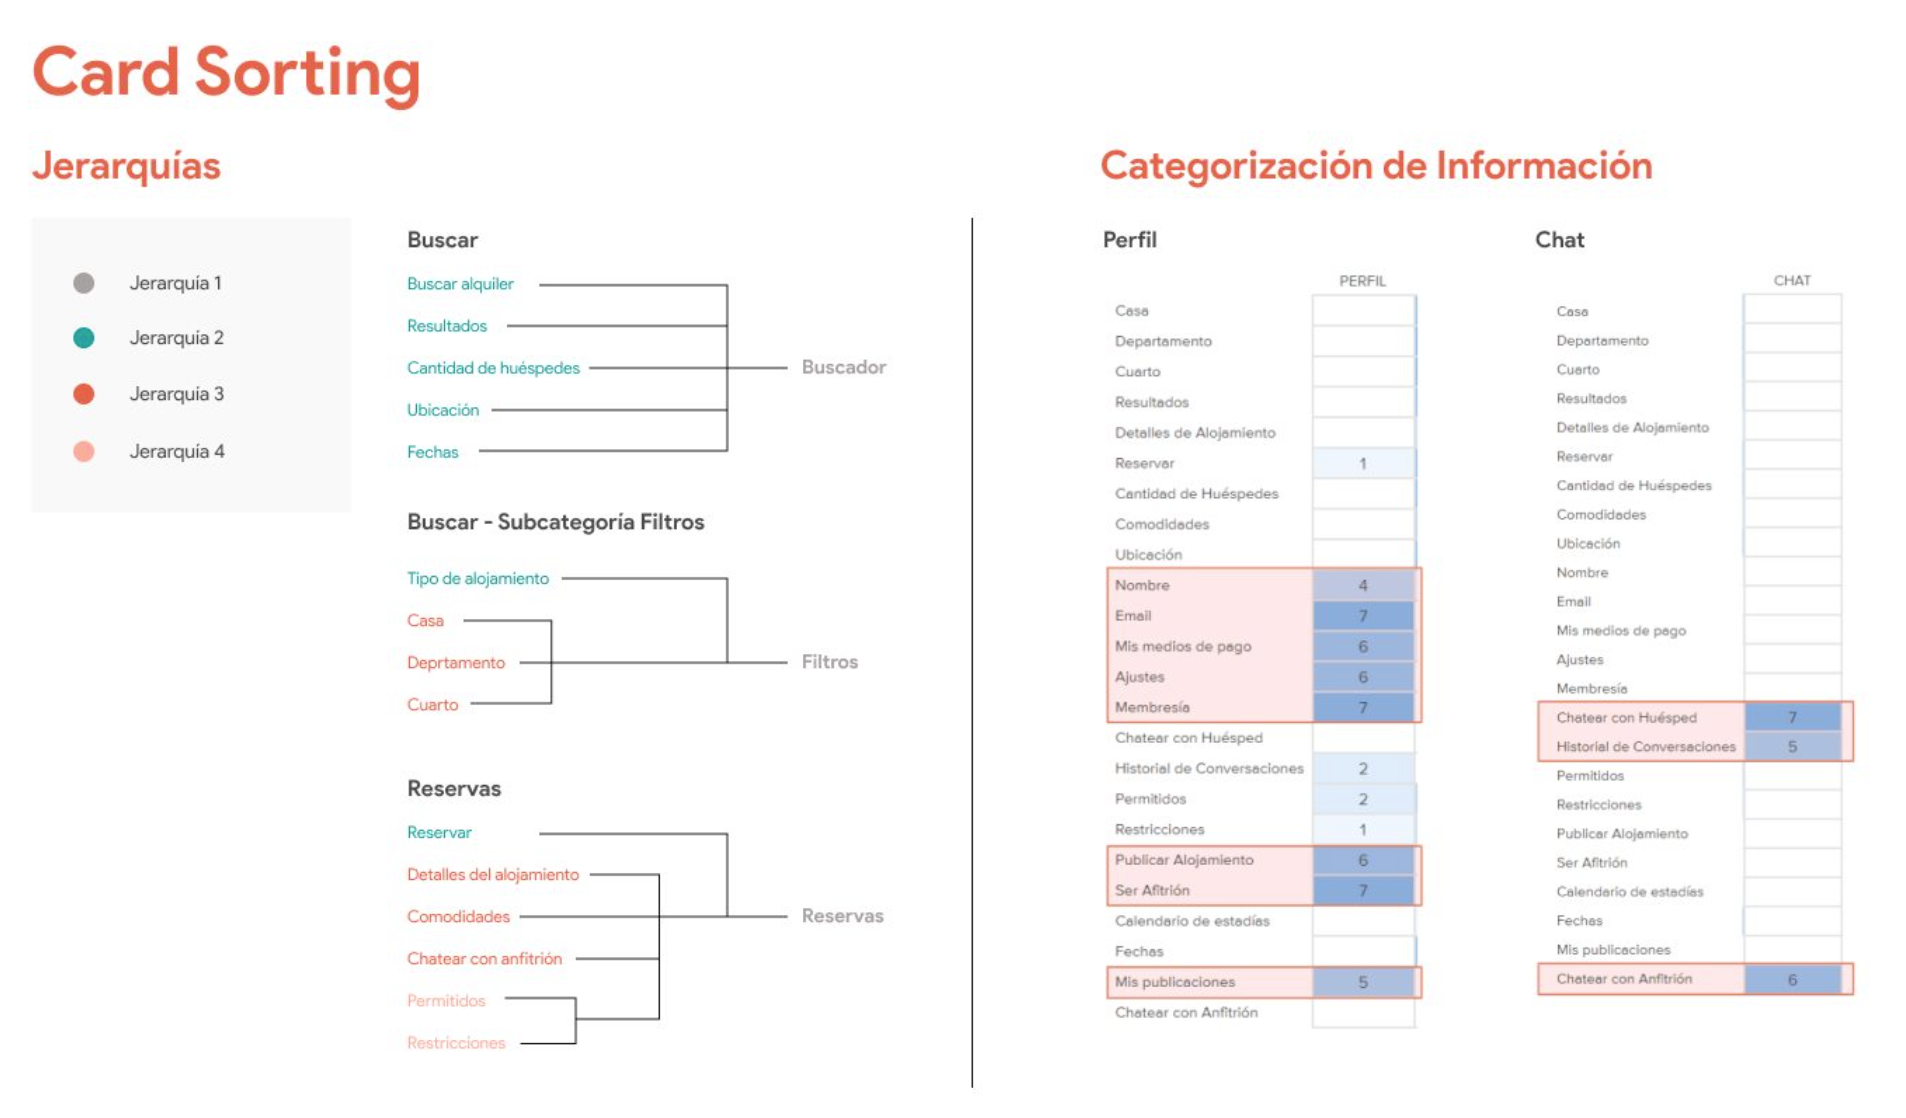 Card Sorting
Jerarquías
Jerarquía 1
Jerarquía 2
Jerarquía 3
Jerarquía 4
Buscar
Buscar alquiler
Resultados
Cantidad de huéspedes
Ubicación
Fechas
Buscador
Buscar - Subcategoría Filtros
Tipo de alojamiento
Casa
Deprtamento
Cuarto
Filtros
Reservas
Reservar
Detalles del alojamiento
Comodidades
Chatear con anfitrión
Permitidos
Restricciones
Reservas
Categorización de Información
Perfil
PERFIL
Casa
Departamento
Cuarto
Resultados
Detalles de Alojamiento
Reservar 1
Cantidad de Huéspedes
Comodidades
Ubicación
Nombre 4
Email 7
Mis medios de pago 6
Ajustes 6
Membresía 7
Chatear con Huésped
Historial de Conversaciones 2
Permitidos 2
Restricciones 1
Publicar Alojamiento 6
Ser Afitrión 7
Calendario de estadías
Fechas
Mis publicaciones 5
Chatear con Anfitrión
Chat
CHAT
Casa
Departamento
Cuarto
Resultados
Detalles de Alojamiento
Reservar
Cantidad de Huéspedes
Comodidades
Ubicación
Nombre
Email
Mis medios de pago
Ajustes
Membresía
Chatear con Huésped 7
Historial de Conversaciones 5
Permitidos
Restricciones
Publicar Alojamiento
Ser Afitrión
Calendario de estadías
Fechas
Mis publicaciones
Chatear con Anfitrión 6